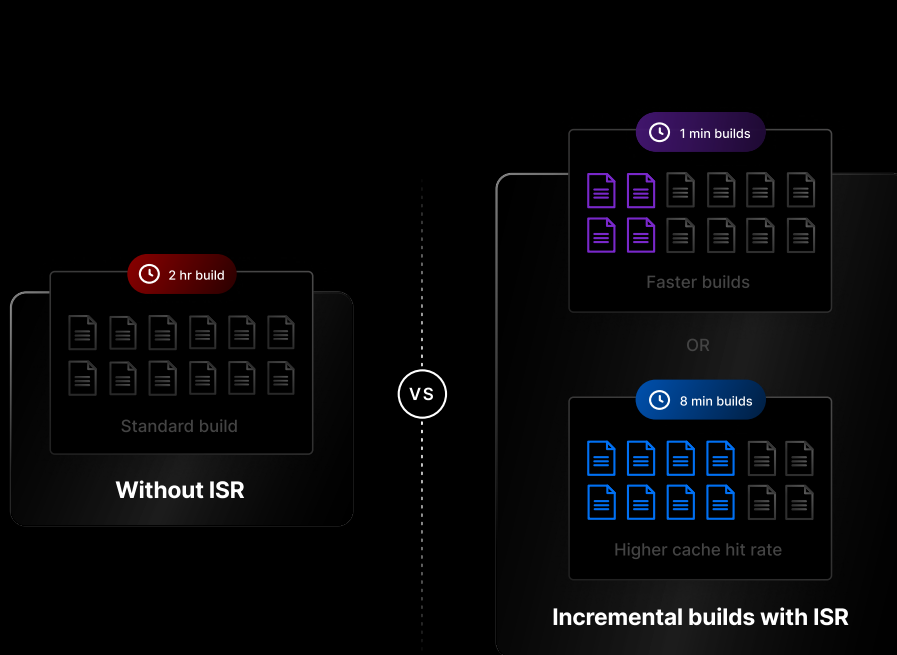 2 hr build
Standard build
Without ISR
VS
1 min builds
Faster builds
OR
8 min builds
Higher cache hit rate
Incremental builds with ISR